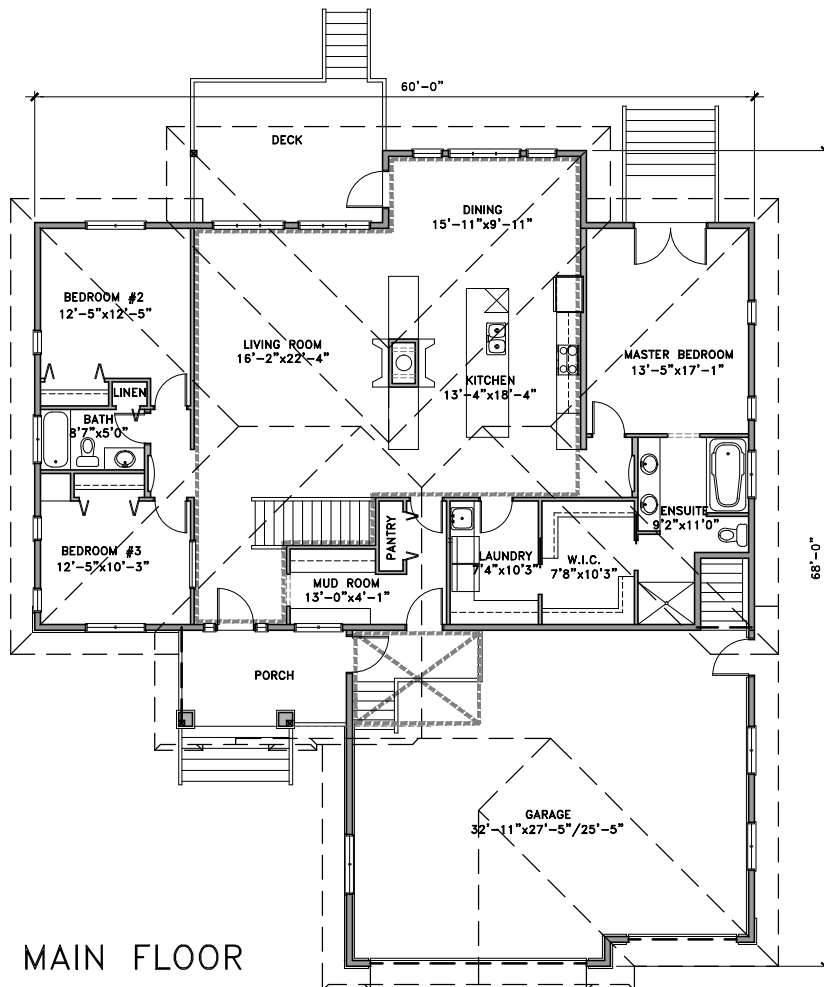 60'-0"
DECK
DINING
15'-11"x9'-11"
BEDROOM #2
12'-5"x12'-5"
LIVING ROOM
16'-2"x22'-4"
MASTER BEDROOM
13'-5"x17'-1"
KITCHEN
13'-4"x18'-4"
LINEN
BATH
8'7"x5'0"
ENSUITE
9'2"x11'0"
PANTRY
BEDROOM #3
12'-5"x10'-3"
LAUNDRY
7'4"x10'3"
W.I.C.
7'8"x10'3"
MUD ROOM
13'-0"x4'-1"
68'-0"
PORCH
GARAGE
32'-11"x27'-5"/25'-5"
MAIN FLOOR